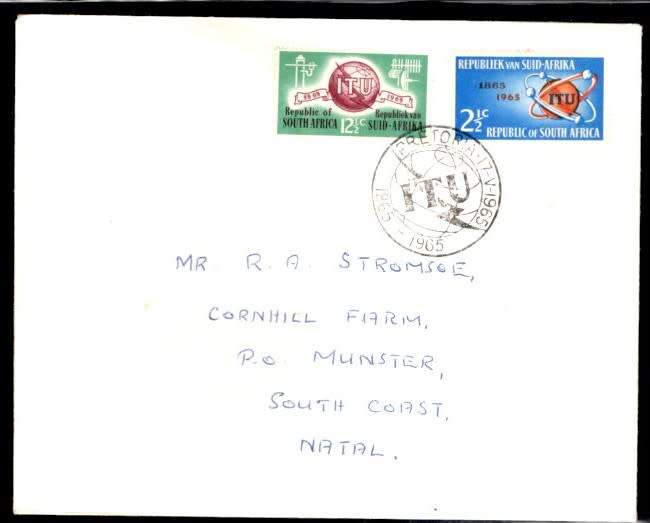 ITU
1865 1965
Republic of SOUTH AFRICA
12½c
Republiek van SUID-AFRIKA
REPUBLIEK VAN SUID-AFRIKA
1865
1965
ITU
2½c
REPUBLIC OF SOUTH AFRICA
PRETORIA·17-V-1965
ITU
1865 - 1965
MR R. A. STROMSOE,
CORNHILL FARM,
P.O. MUNSTER,
SOUTH COAST,
NATAL.